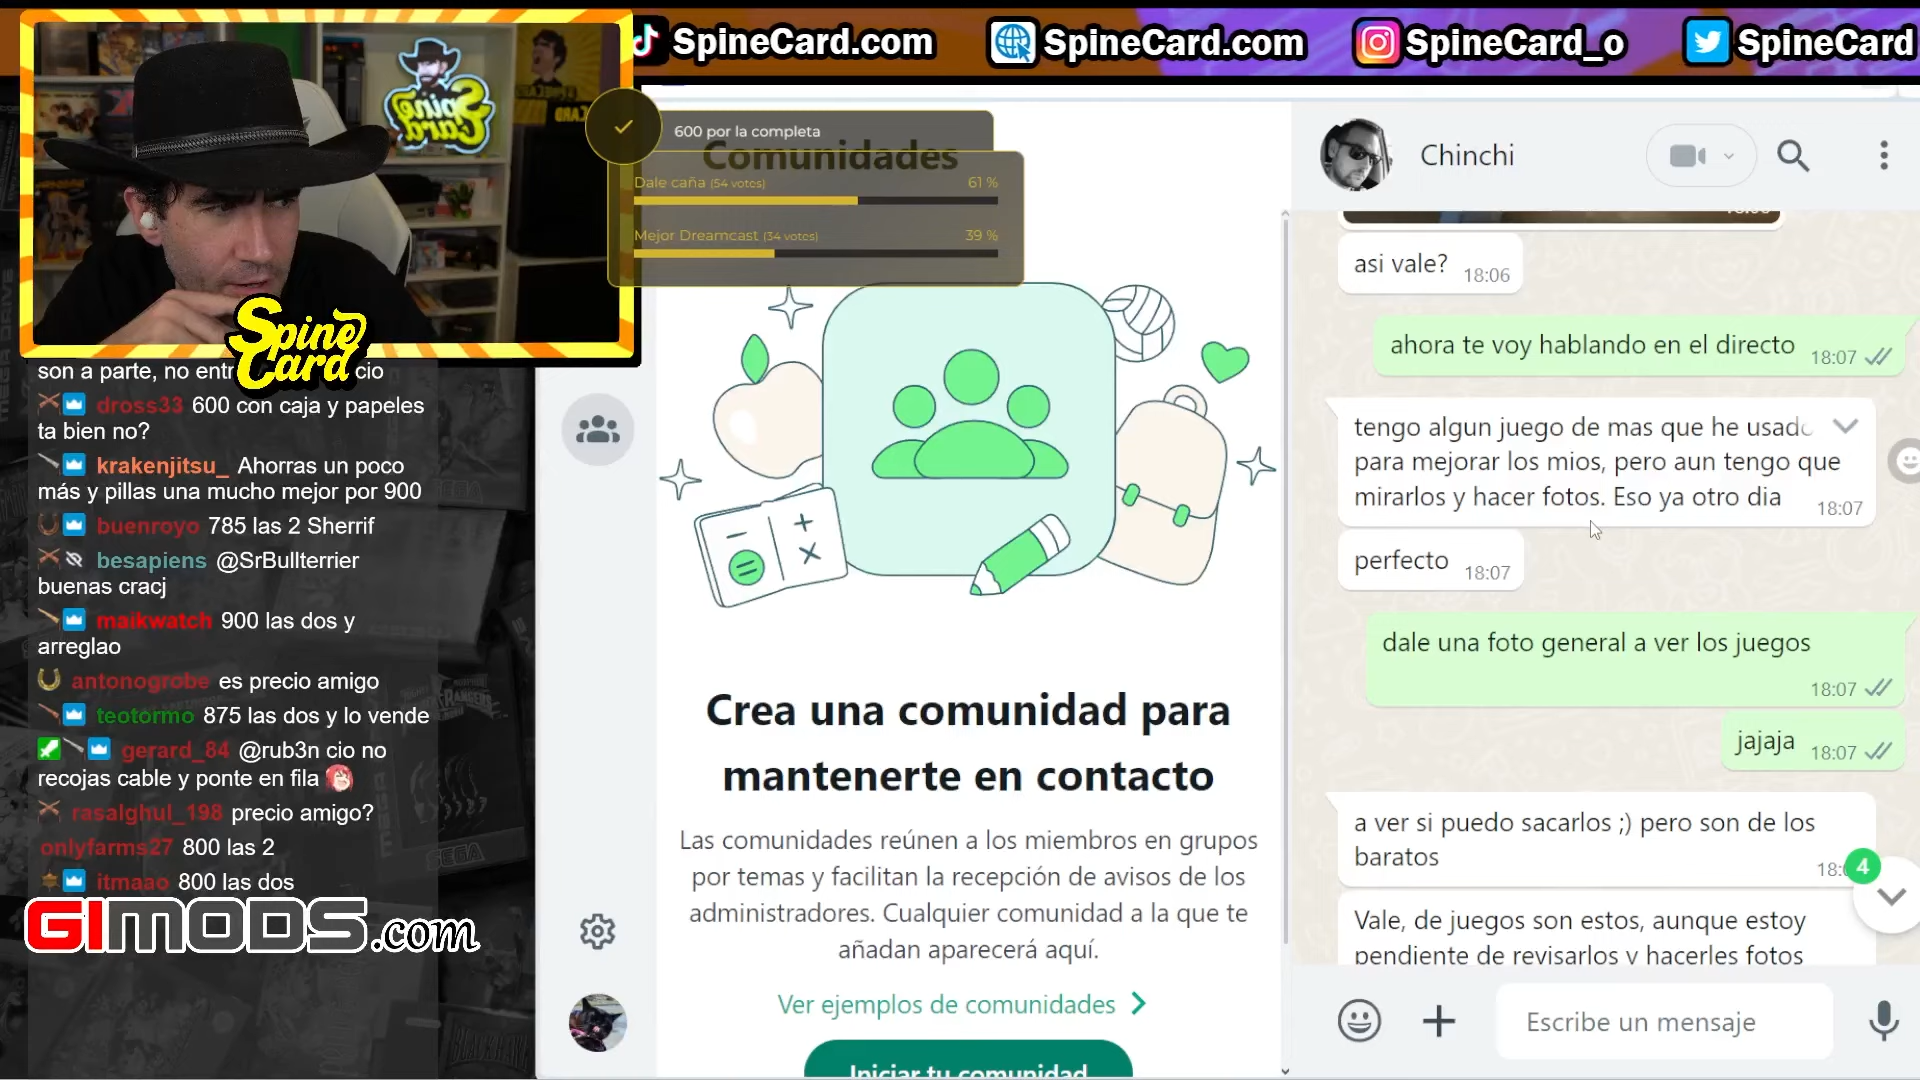 SpineCard.com
SpineCard.com
SpineCard_o
SpineCard
Spine
Card
Spine
Card
600 por la completa
Comunidades
Dale caña (54 votes)
61 %
Mejor Dreamcast (34 votes)
39 %
son a parte, no entr
cio
dross33 600 con caja y papeles
ta bien no?
krakenjitsu_ Ahorras un poco
más y pillas una mucho mejor por 900
buenroyo 785 las 2 Sherrif
besapiens @SrBullterrier
buenas cracj
maikwatch 900 las dos y
arreglao
antonogrobe es precio amigo
teotormo 875 las dos y lo vende
gerard_84 @rub3n cio no
recojas cable y ponte en fila
rasalghul_198 precio amigo?
onlyfarms27 800 las 2
itmaao 800 las dos
GIMODS.com
Crea una comunidad para
mantenerte en contacto
Las comunidades reúnen a los miembros en grupos
por temas y facilitan la recepción de avisos de los
administradores. Cualquier comunidad a la que te
añadan aparecerá aquí.
Ver ejemplos de comunidades
Iniciar tu comunidad
Chinchi
asi vale? 18:06
ahora te voy hablando en el directo 18:07
tengo algun juego de mas que he usado
para mejorar los mios, pero aun tengo que
mirarlos y hacer fotos. Eso ya otro dia 18:07
perfecto 18:07
dale una foto general a ver los juegos
18:07
jajaja 18:07
a ver si puedo sacarlos ;) pero son de los
baratos
4
Vale, de juegos son estos, aunque estoy
pendiente de revisarlos y hacerles fotos
Escribe un mensaje